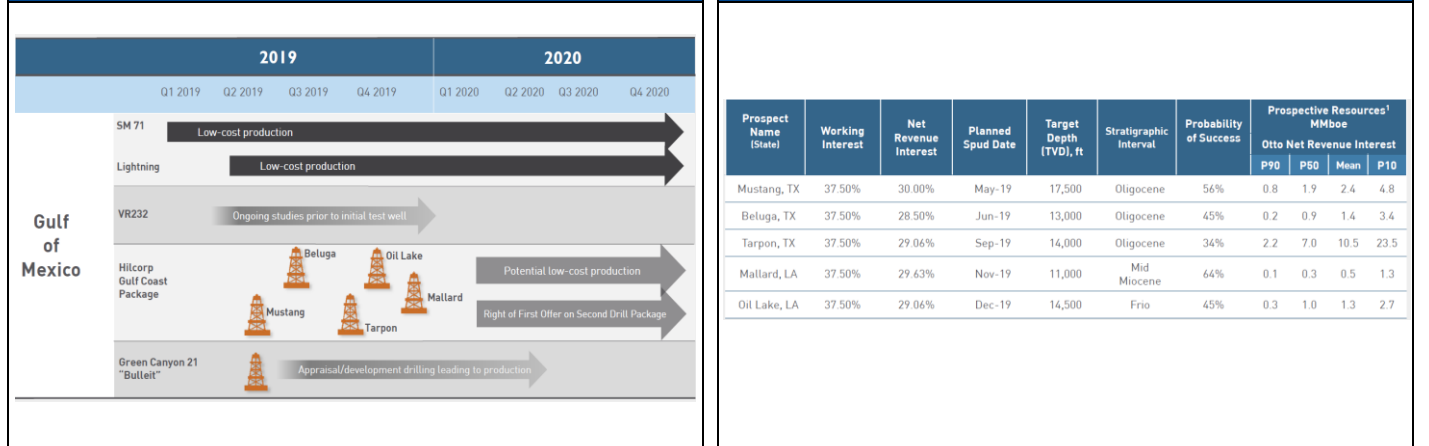 2019 2020
Q1 2019 Q2 2019 Q3 2019 Q4 2019 Q1 2020 Q2 2020 Q3 2020 Q4 2020
Gulf
of
Mexico
SM 71
Low-cost production
Lightning
Low-cost production
VR232
Ongoing studies prior to initial test well
Hilcorp
Gulf Coast
Package
Beluga
Oil Lake
Mustang
Tarpon
Mallard
Potential low-cost production
Right of First Offer on Second Drill Package
Green Canyon 21
"Bulleit"
Appraisal/development drilling leading to production
Prospect
Name
(State)
Working
Interest
Net
Revenue
Interest
Planned
Spud Date
Target
Depth
(TVD), ft
Stratigraphic
Interval
Probability
of Success
Prospective Resources¹
MMboe
Otto Net Revenue Interest
P90 P50 Mean P10
Mustang, TX 37.50% 30.00% May-19 17,500 Oligocene 56% 0.8 1.9 2.4 4.8
Beluga, TX 37.50% 28.50% Jun-19 13,000 Oligocene 45% 0.2 0.9 1.4 3.4
Tarpon, TX 37.50% 29.06% Sep-19 14,000 Oligocene 34% 2.2 7.0 10.5 23.5
Mallard, LA 37.50% 29.63% Nov-19 11,000 Mid
Miocene 64% 0.1 0.3 0.5 1.3
Oil Lake, LA 37.50% 29.06% Dec-19 14,500 Frio 45% 0.3 1.0 1.3 2.7